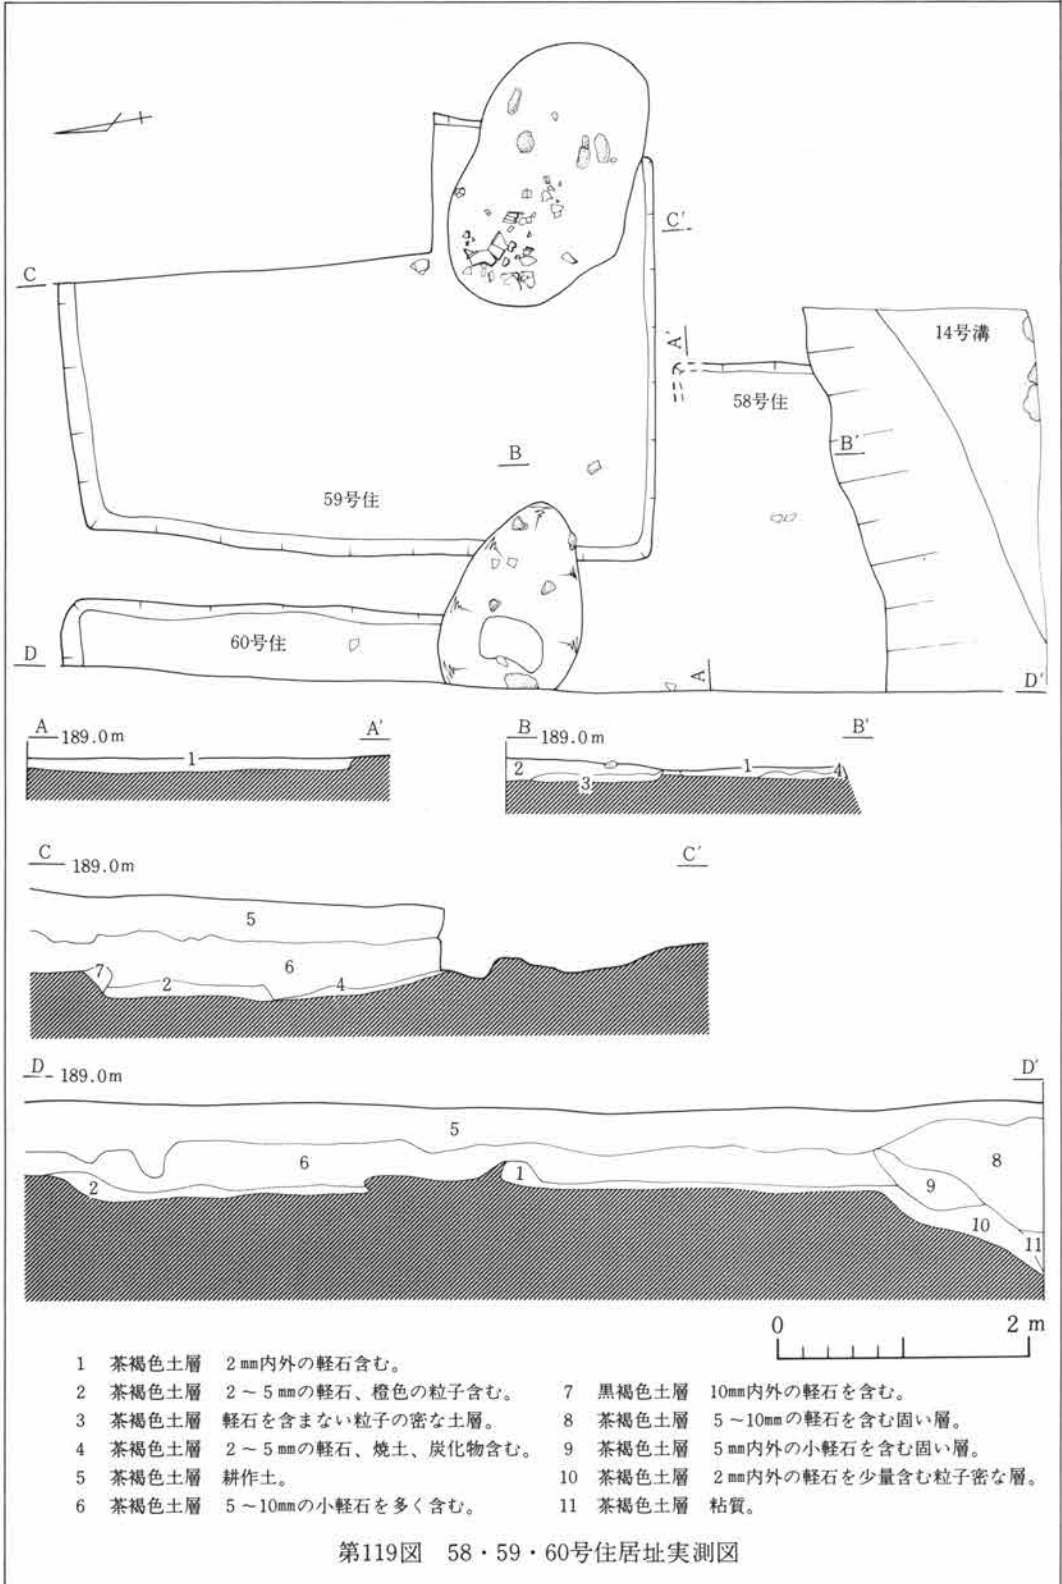 C'
C
A'
14号溝
58号住
B
B'
59号住
60号住
D
A
D'
A 189.0m A'
1
B 189.0m B'
2 3 1 4
C 189.0m C'
5
7 2 6 4
D 189.0m D'
5
2 6 1 8 9 10 11
0 2 m
1 茶褐色土層 2㎜内外の軽石含む。
2 茶褐色土層 2～5㎜の軽石、橙色の粒子含む。
3 茶褐色土層 軽石を含まない粒子の密な土層。
4 茶褐色土層 2～5㎜の軽石、焼土、炭化物含む。
5 茶褐色土層 耕作土。
6 茶褐色土層 5～10㎜の小軽石を多く含む。
7 黒褐色土層 10㎜内外の軽石を含む。
8 茶褐色土層 5～10㎜の軽石を含む固い層。
9 茶褐色土層 5㎜内外の小軽石を含む固い層。
10 茶褐色土層 2㎜内外の軽石を少量含む粒子密な層。
11 茶褐色土層 粘質。
第119図 58・59・60号住居址実測図